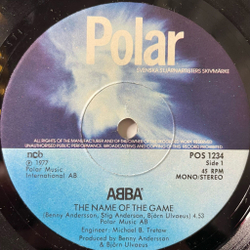 Polar
SVENSKA SKIVARBETARES SKIVMÄRKE
ALL RIGHTS OF THE MANUFACTURER AND OF THE OWNER OF THE RECORDED WORK RESERVED
UNAUTHORISED PUBLIC PERFORMANCE, BROADCASTING AND COPYING OF THIS RECORD PROHIBITED
ncb
℗ 1977
Polar Music
International AB
POS 1234
Side 1
45 RPM
MONO/STEREO
ABBA
THE NAME OF THE GAME
(Benny Andersson, Stig Anderson, Björn Ulvaeus) 4.53
Polar Music AB
Engineer: Michael B. Tretow
Produced by Benny Andersson
& Björn Ulvaeus